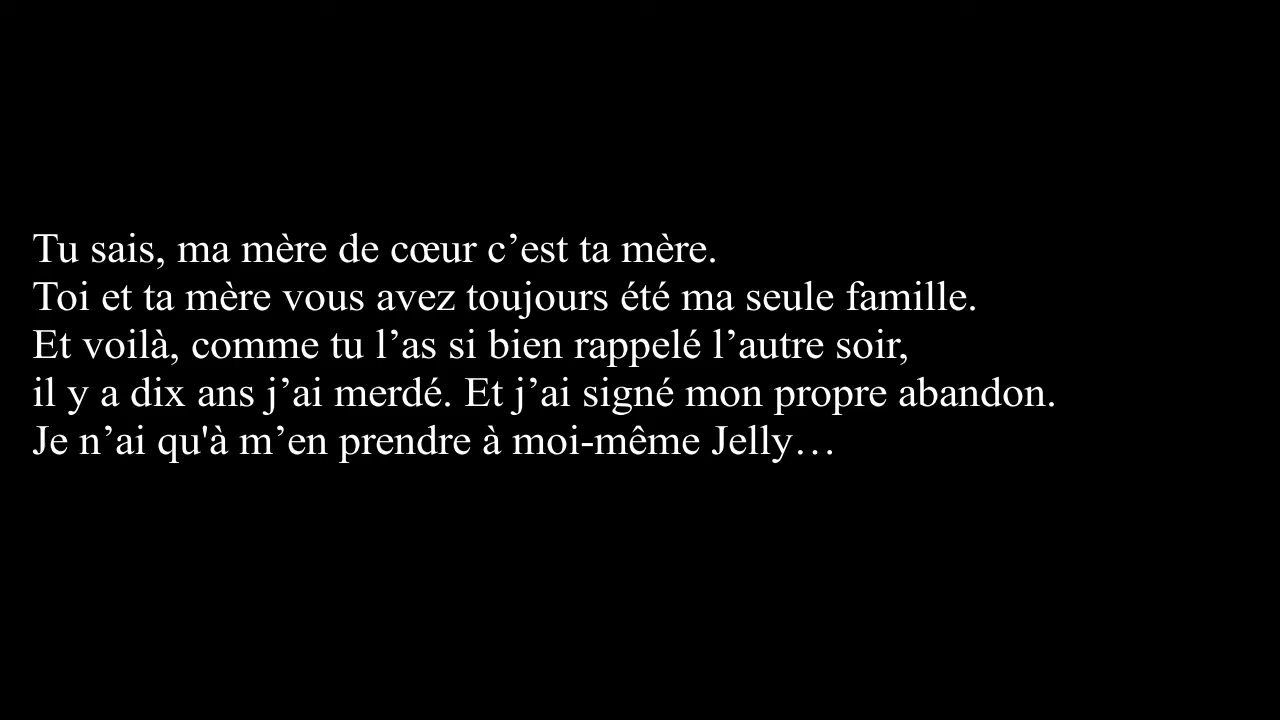 Tu sais, ma mère de cœur c’est ta mère.
Toi et ta mère vous avez toujours été ma seule famille.
Et voilà, comme tu l’as si bien rappelé l’autre soir,
il y a dix ans j’ai merdé. Et j’ai signé mon propre abandon.
Je n’ai qu'à m’en prendre à moi-même Jelly…